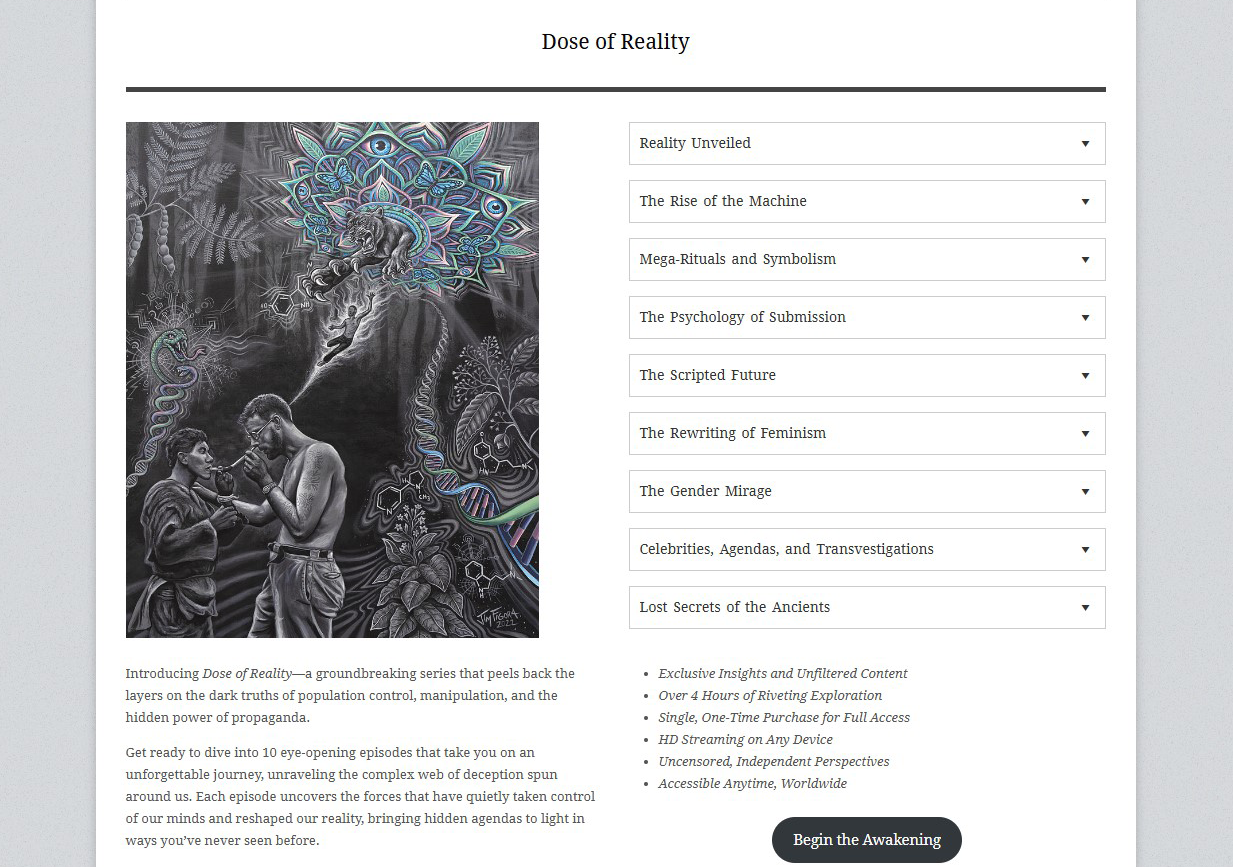 Dose of Reality
Reality Unveiled
The Rise of the Machine
Mega-Rituals and Symbolism
The Psychology of Submission
The Scripted Future
The Rewriting of Feminism
The Gender Mirage
Celebrities, Agendas, and Transvestigations
Lost Secrets of the Ancients
HO
NH
H
N
CH3
N
HN
N
N
N
H
JIM FIGORA
2022
Introducing Dose of Reality—a groundbreaking series that peels back the
layers on the dark truths of population control, manipulation, and the
hidden power of propaganda.
Get ready to dive into 10 eye-opening episodes that take you on an
unforgettable journey, unraveling the complex web of deception spun
around us. Each episode uncovers the forces that have quietly taken control
of our minds and reshaped our reality, bringing hidden agendas to light in
ways you've never seen before.
Exclusive Insights and Unfiltered Content
Over 4 Hours of Riveting Exploration
Single, One-Time Purchase for Full Access
HD Streaming on Any Device
Uncensored, Independent Perspectives
Accessible Anytime, Worldwide
Begin the Awakening